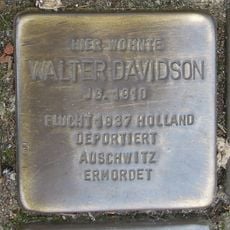 HIER WOHNTE
WALTER DAVIDSON
JG. 1910
FLUCHT 1937 HOLLAND
DEPORTIERT
AUSCHWITZ
ERMORDET